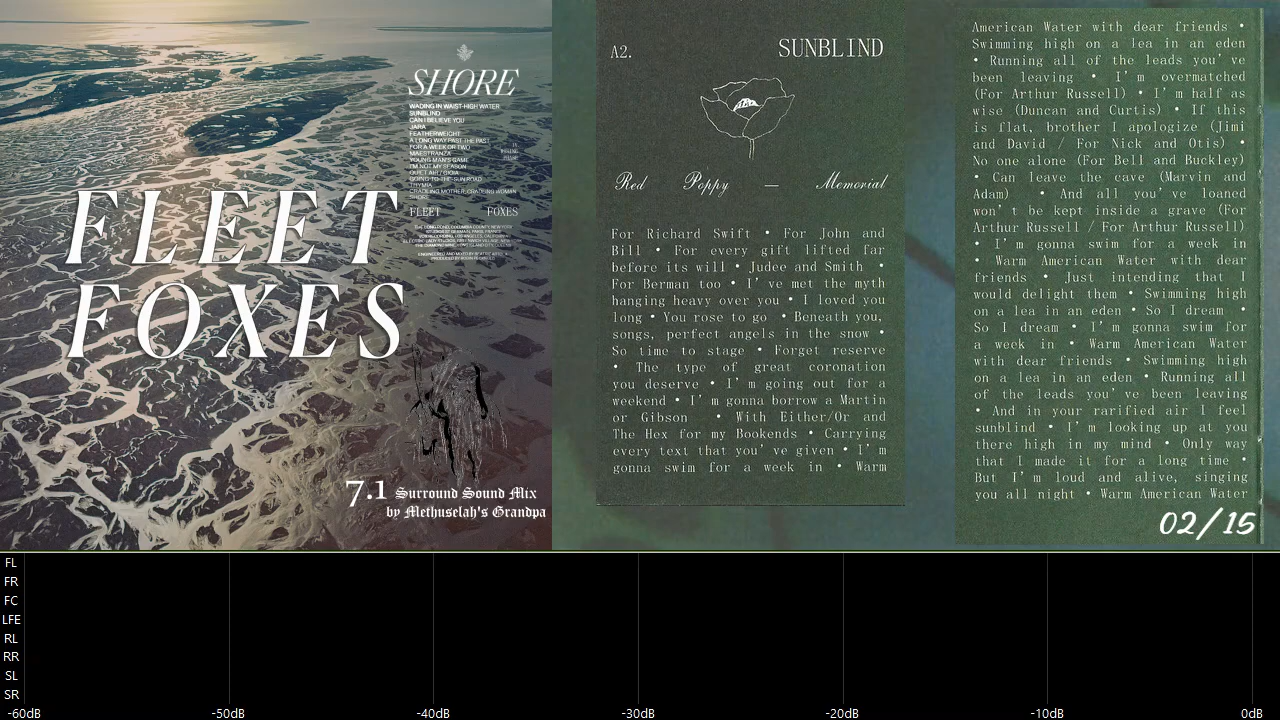 SHORE
WADING IN WAIST-HIGH WATER
SUNBLIND
CAN I BELIEVE YOU
JARA
FEATHERWEIGHT
A LONG WAY PAST THE PAST
FOR A WEEK OR TWO
MAESTRANZA
YOUNG MAN'S GAME
I'M NOT MY SEASON
QUIET AIR / GIOIA
GOING-TO-THE-SUN ROAD
THYMIA
CRADLING MOTHER, CRADLING WOMAN
SHORE
FLEET FOXES
FLEET
FOXES
7.1 Surround Sound Mix
by Methuselah's Grandpa
A2.
SUNBLIND
Red Poppy — Memorial
For Richard Swift • For John and
Bill • For every gift lifted far
before its will • Judee and Smith •
For Berman too • I've met the myth
hanging heavy over you • I loved you
long • You rose to go • Beneath you,
songs, perfect angels in the snow •
So time to stage • Forget reserve
• The type of great coronation
you deserve • I'm going out for a
weekend • I'm gonna borrow a Martin
or Gibson • With Either/Or and
The Hex for my Bookends • Carrying
every text that you've given • I'm
gonna swim for a week in • Warm
American Water with dear friends •
Swimming high on a lea in an eden
• Running all of the leads you've
been leaving • I'm overmatched
(For Arthur Russell) • I'm half as
wise (Duncan and Curtis) • If this
is flat, brother I apologize (Jimi
and David / For Nick and Otis) •
No one alone (For Bell and Buckley)
• Can leave the cave (Marvin and
Adam) • And all you've loaned
won't be kept inside a grave (For
Arthur Russell / For Arthur Russell)
• I'm gonna swim for a week in
• Warm American Water with dear
friends • Just intending that I
would delight them • Swimming high
on a lea in an eden • So I dream •
So I dream • I'm gonna swim for
a week in • Warm American Water
with dear friends • Swimming high
on a lea in an eden • Running all
of the leads you've been leaving
• And in your rarified air I feel
sunblind • I'm looking up at you
there high in my mind • Only way
that I made it for a long time •
But I'm loud and alive, singing
you all night • Warm American Water
02/15
FL
FR
FC
LFE
RL
RR
SL
SR
-60dB -50dB -40dB -30dB -20dB -10dB 0dB